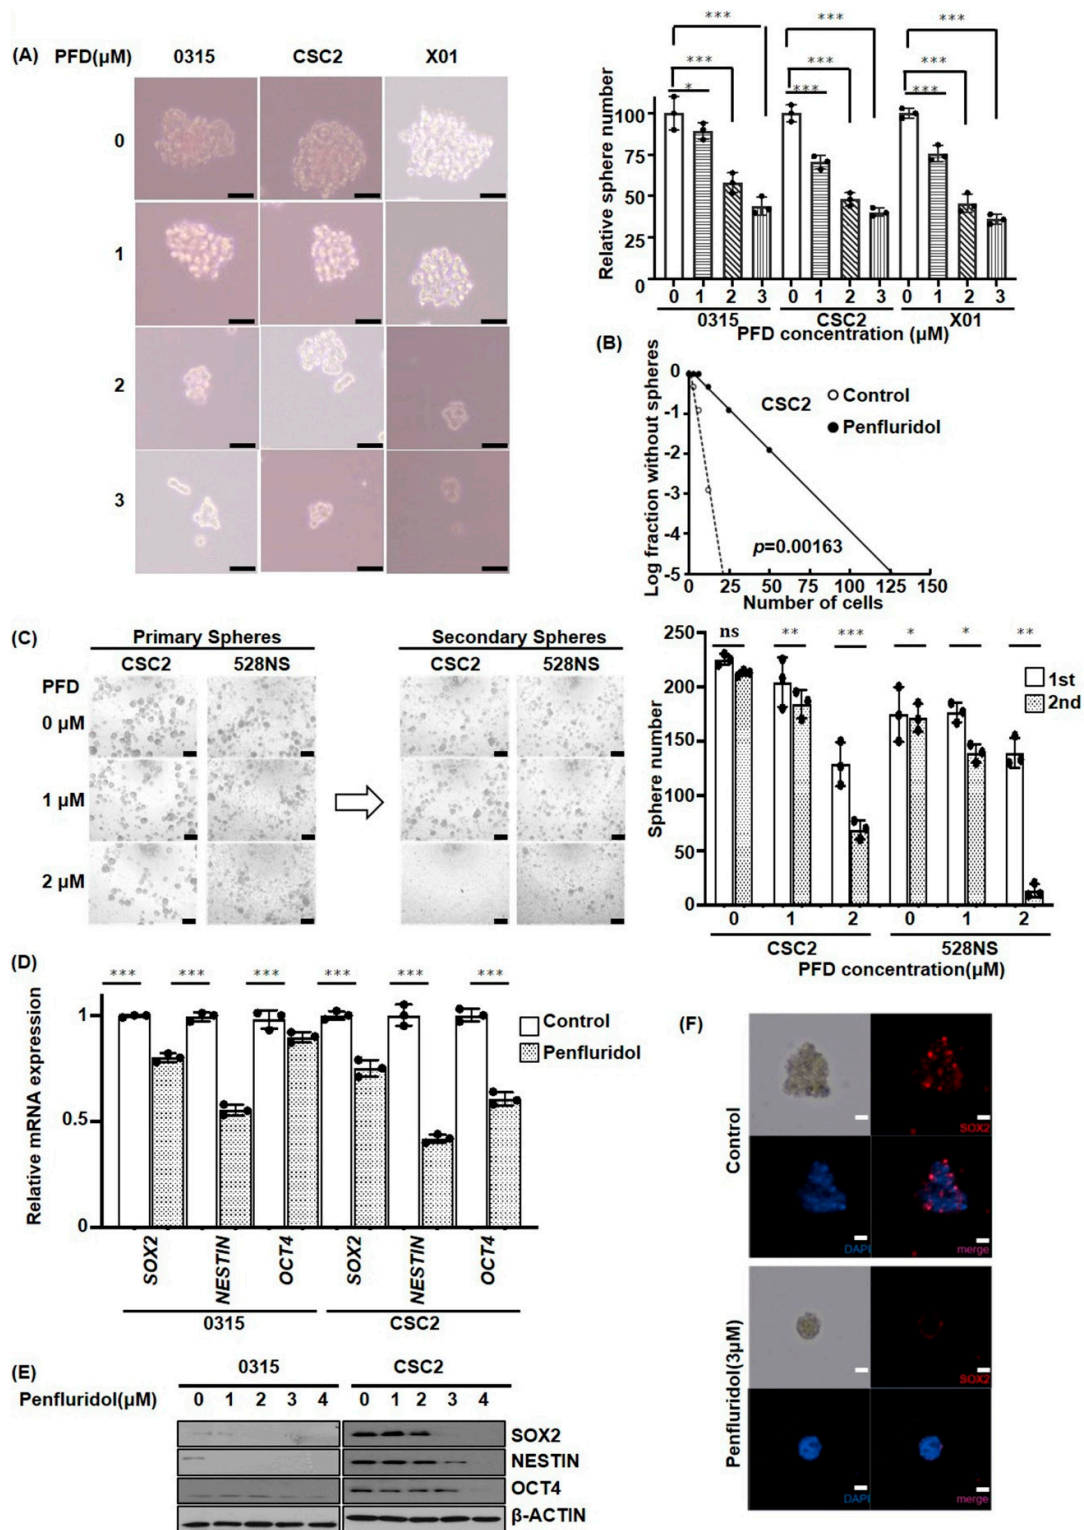 (A) PFD(µM) 0315 CSC2 X01
0
1
2
3
*** *** ***
*** *** ***
* *** ***
Relative sphere number
100
75
50
25
0
0 1 2 3 0 1 2 3 0 1 2 3
0315 CSC2 X01
PFD concentration (µM)
(B)
Log fraction without spheres
0
-1
-2
-3
-4
-5
CSC2
Control
Penfluridol
p=0.00163
0 25 50 75 100 125 150
Number of cells
(C) Primary Spheres Secondary Spheres
CSC2 528NS CSC2 528NS
PFD
0 µM
1 µM
2 µM
ns ** *** * * **
Sphere number
250
200
150
100
50
0
1st
2nd
0 1 2 0 1 2
CSC2 528NS
PFD concentration(µM)
(D)
*** *** *** *** *** ***
Relative mRNA expression
1
0.5
0
Control
Penfluridol
SOX2 NESTIN OCT4 SOX2 NESTIN OCT4
0315 CSC2
(E) 0315 CSC2
Penfluridol(µM) 0 1 2 3 4 0 1 2 3 4
SOX2
NESTIN
OCT4
β-ACTIN
(F)
Control
SOX2
DAPI merge
Penfluridol(3µM)
SOX2
DAPI merge